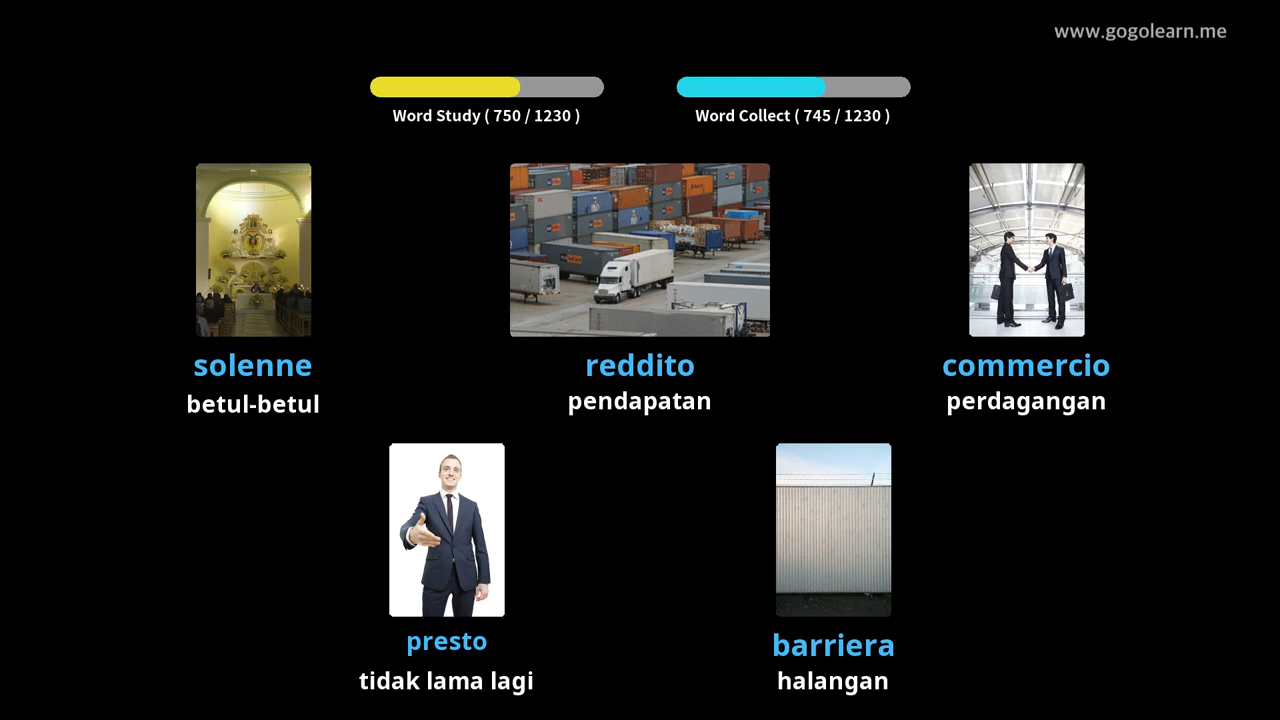 www.gogolearn.me
Word Study ( 750 / 1230 )
Word Collect ( 745 / 1230 )
solenne
betul-betul
reddito
pendapatan
commercio
perdagangan
presto
tidak lama lagi
barriera
halangan